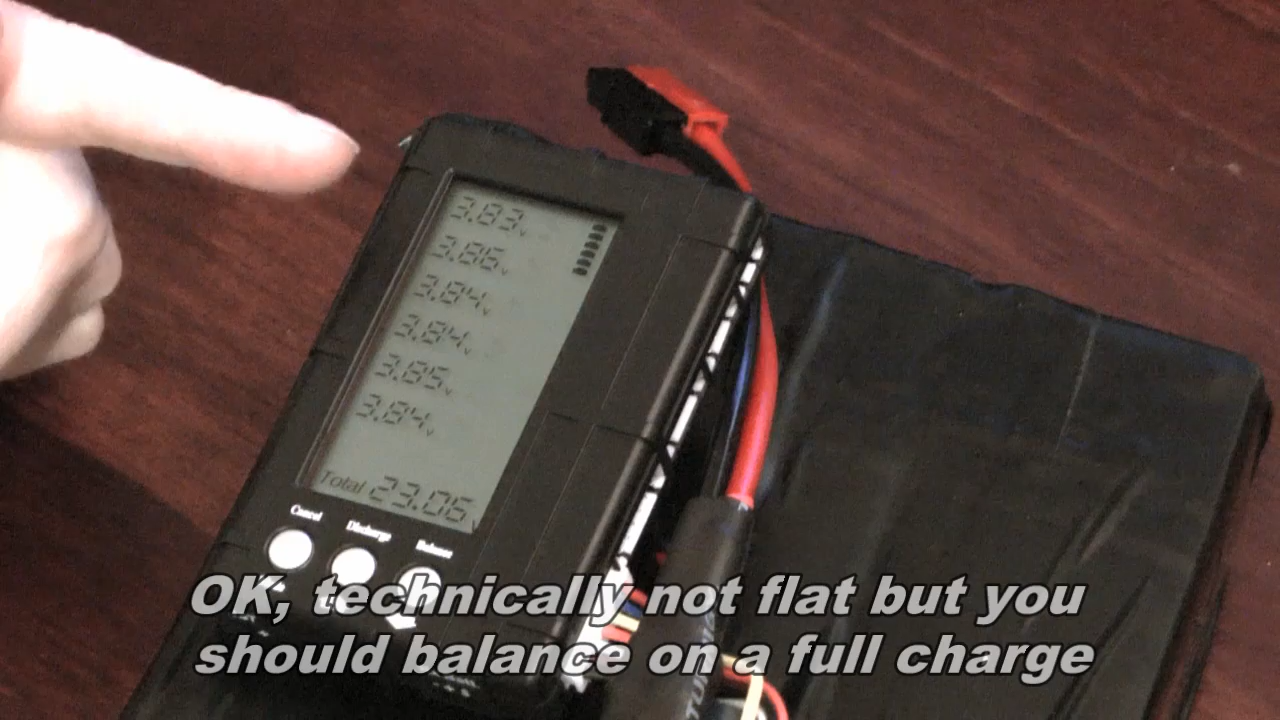 3.83v
3.86v
3.84v
3.84v
3.85v
3.84v
Total 23.06v
Cancel Discharge Balance
OK, technically not flat but you
should balance on a full charge